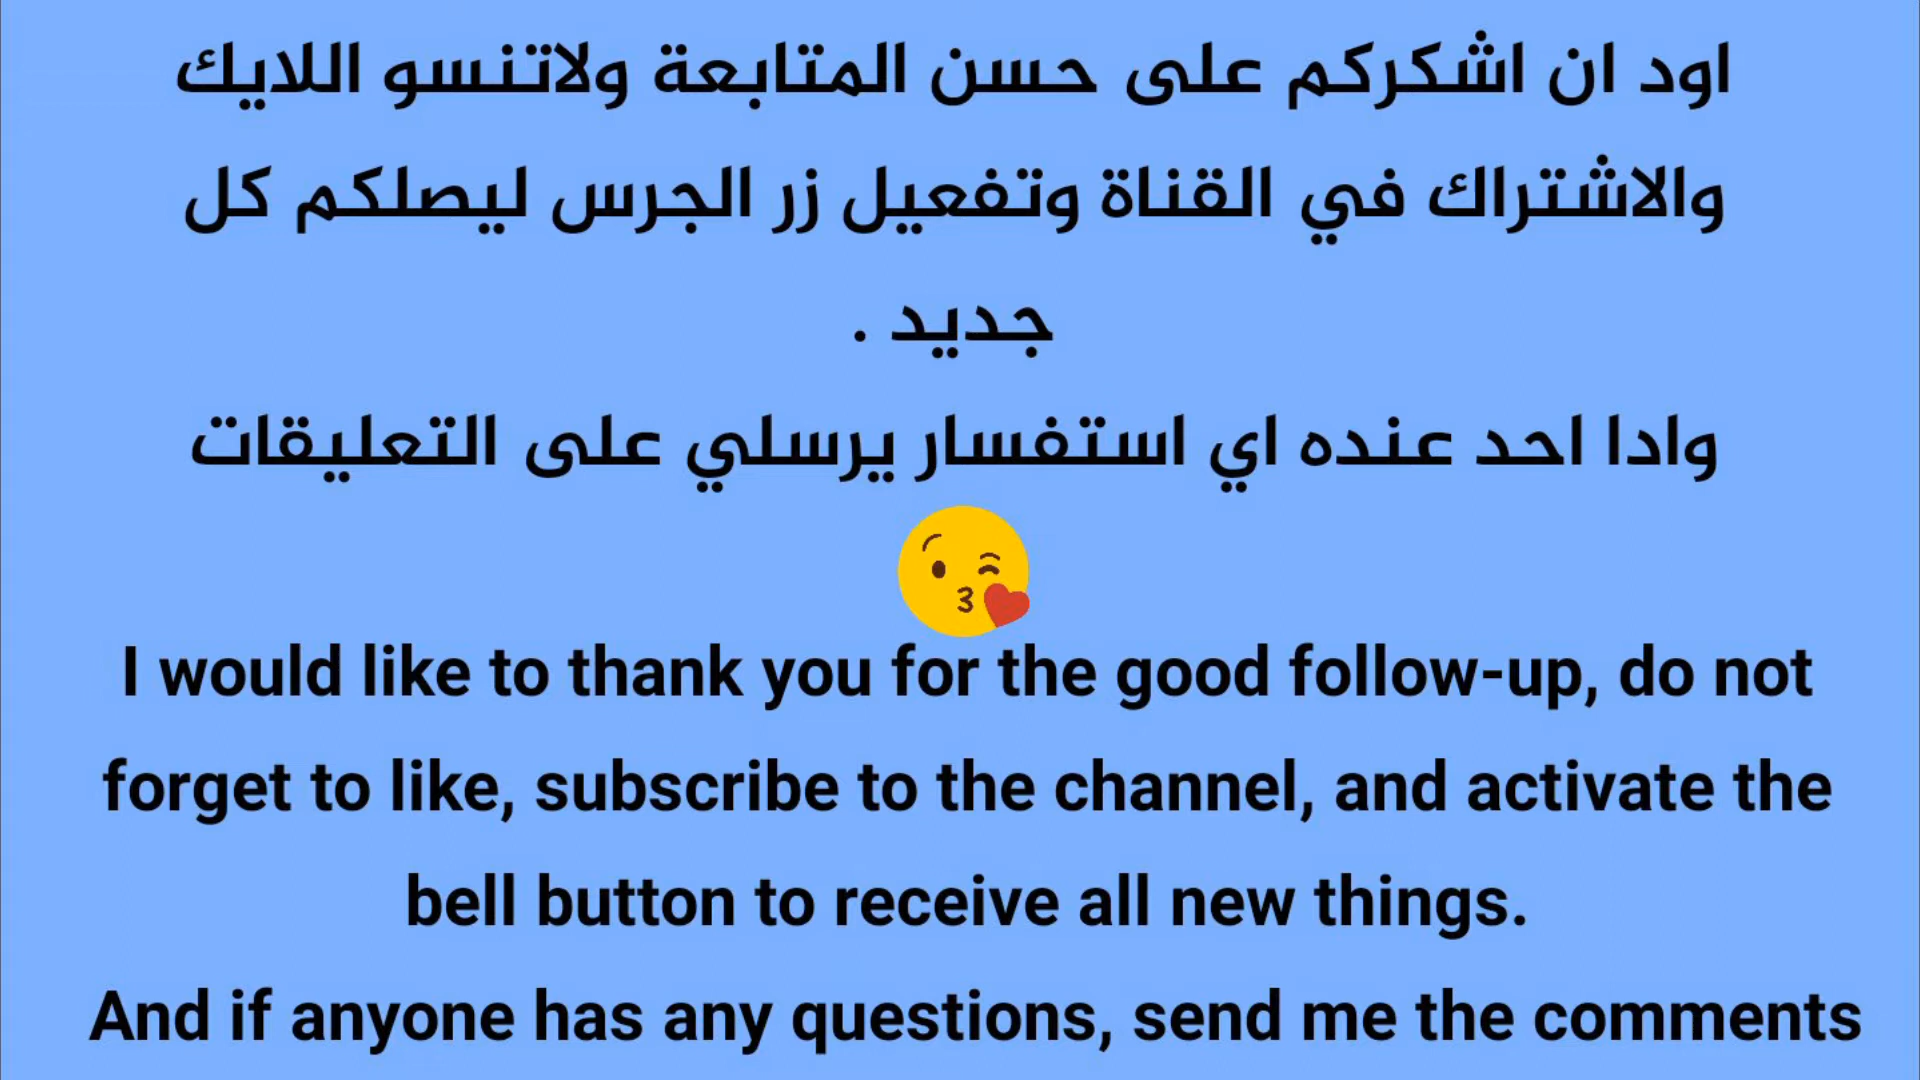 اود ان اشكركم على حسن المتابعة ولاتنسو اللايك
والاشتراك في القناة وتفعيل زر الجرس ليصلكم كل
جديد .
وادا احد عنده اي استفسار يرسلي على التعليقات
I would like to thank you for the good follow-up, do not
forget to like, subscribe to the channel, and activate the
bell button to receive all new things.
And if anyone has any questions, send me the comments